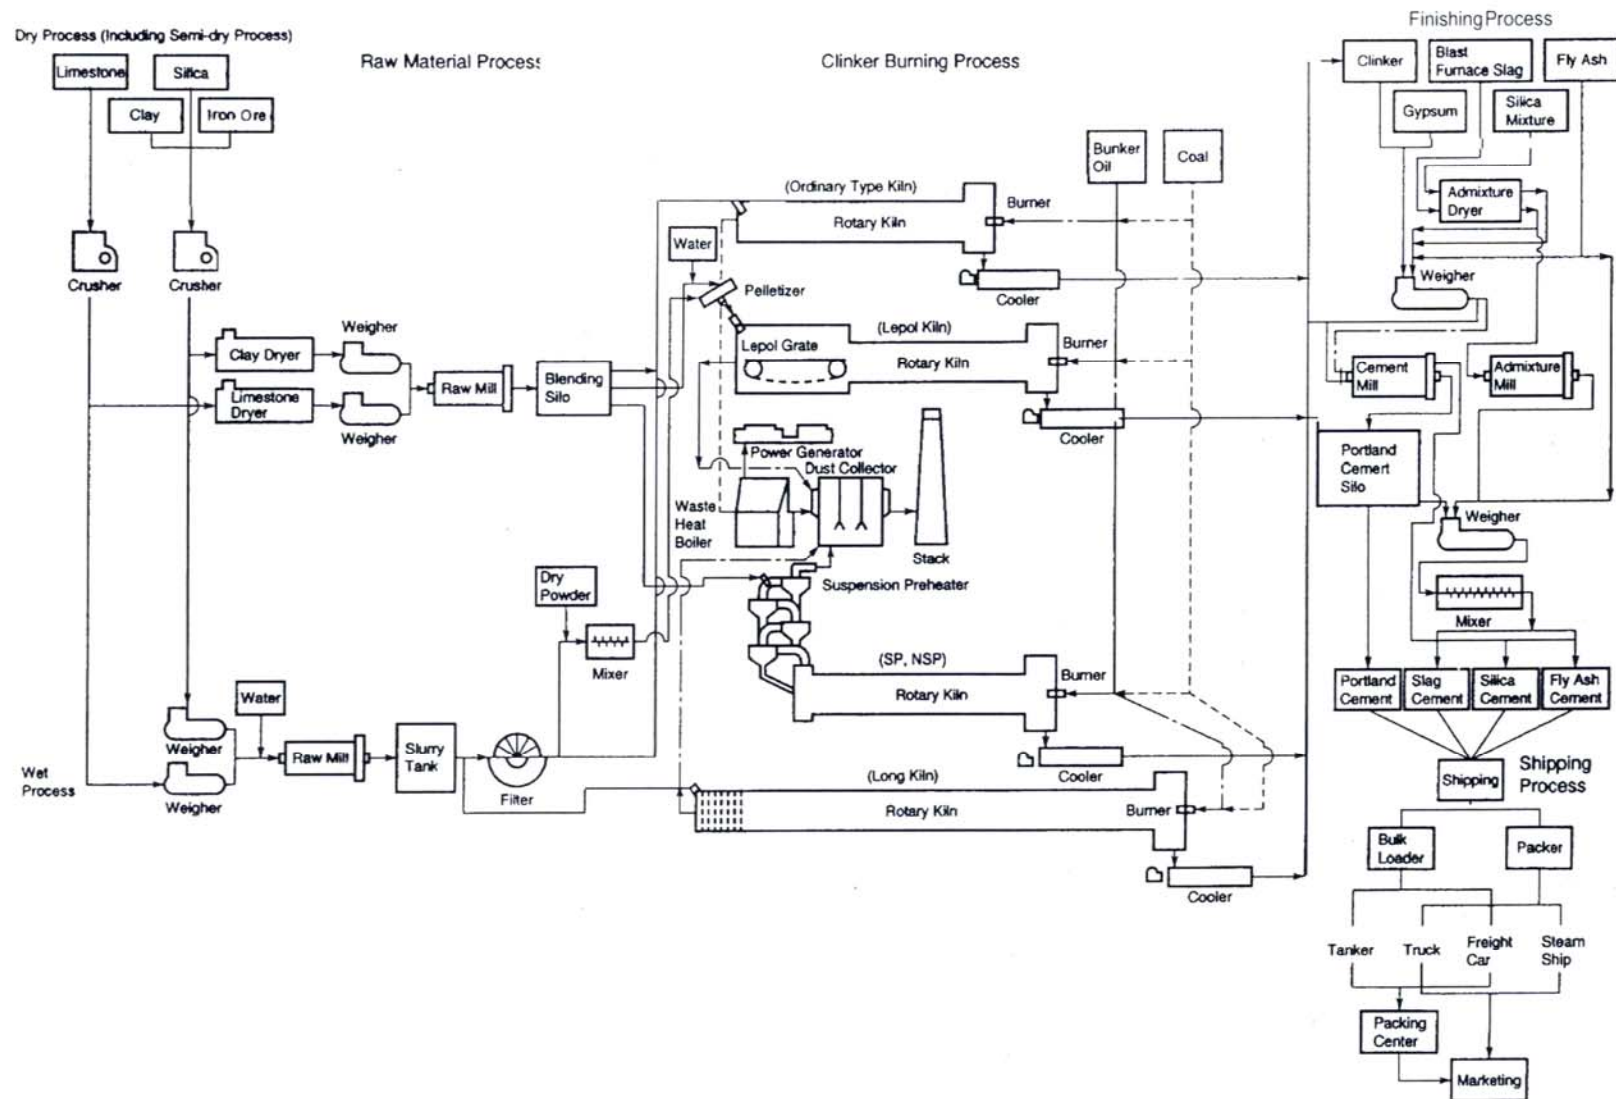 Finishing Process
Dry Process (Including Semi-dry Process)
Raw Material Process
Clinker Burning Process
Limestone
Silica
Clay
Iron Ore
Clinker
Blast
Furnace Slag
Fly Ash
Gypsum
Silica
Mixture
Bunker
Oil
Coal
(Ordinary Type Kiln)
Burner
Rotary Kiln
Admixture
Dryer
Water
Crusher
Crusher
Pelletizer
Cooler
Weigher
Weigher
Clay Dryer
(Lepol Kiln)
Lepol Grate
Rotary Kiln
Burner
Raw Mill
Blending
Silo
Limestone
Dryer
Weigher
Cement
Mill
Admixture
Mill
Cooler
Power Generator
Dust Collector
Portland
Cemert
Silo
Waste
Heat
Boiler
Stack
Weigher
Suspension Preheater
Dry
Powder
Mixer
Mixer
(SP, NSP)
Rotary Kiln
Burner
Portland
Cement
Slag
Cement
Silica
Cement
Fly Ash
Cement
Water
Weigher
Raw Mill
Slurry
Tank
Filter
Wet
Process
Weigher
Cooler
(Long Kiln)
Rotary Kiln
Burner
Cooler
Shipping
Shipping
Process
Bulk
Loader
Packer
Tanker
Truck
Freight
Car
Steam
Ship
Packing
Center
Marketing